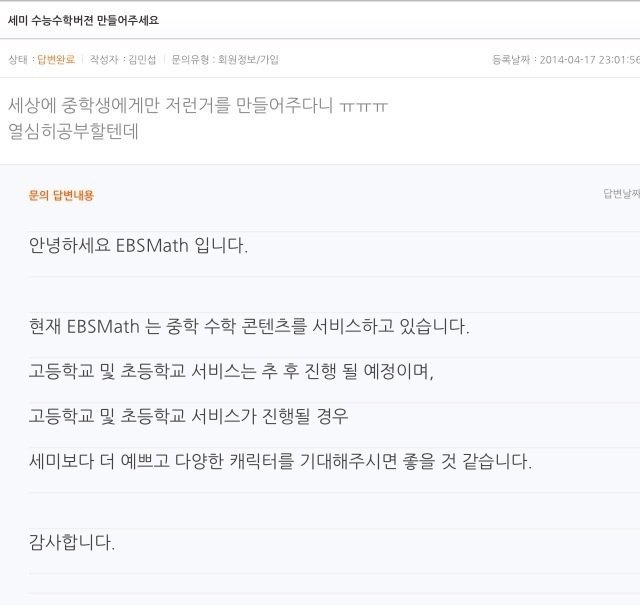 세미 수능수학버젼 만들어주세요
상태 : 답변완료 | 작성자 : 김민섭 | 문의유형 : 회원정보/가입 등록날짜 : 2014-04-17 23:01:56
세상에 중학생에게만 저런거를 만들어주다니 ㅠㅠㅠ
열심히공부할텐데
문의 답변내용 답변날짜
안녕하세요 EBSMath 입니다.
현재 EBSMath 는 중학 수학 콘텐츠를 서비스하고 있습니다.
고등학교 및 초등학교 서비스는 추 후 진행 될 예정이며,
고등학교 및 초등학교 서비스가 진행될 경우
세미보다 더 예쁘고 다양한 캐릭터를 기대해주시면 좋을 것 같습니다.
감사합니다.